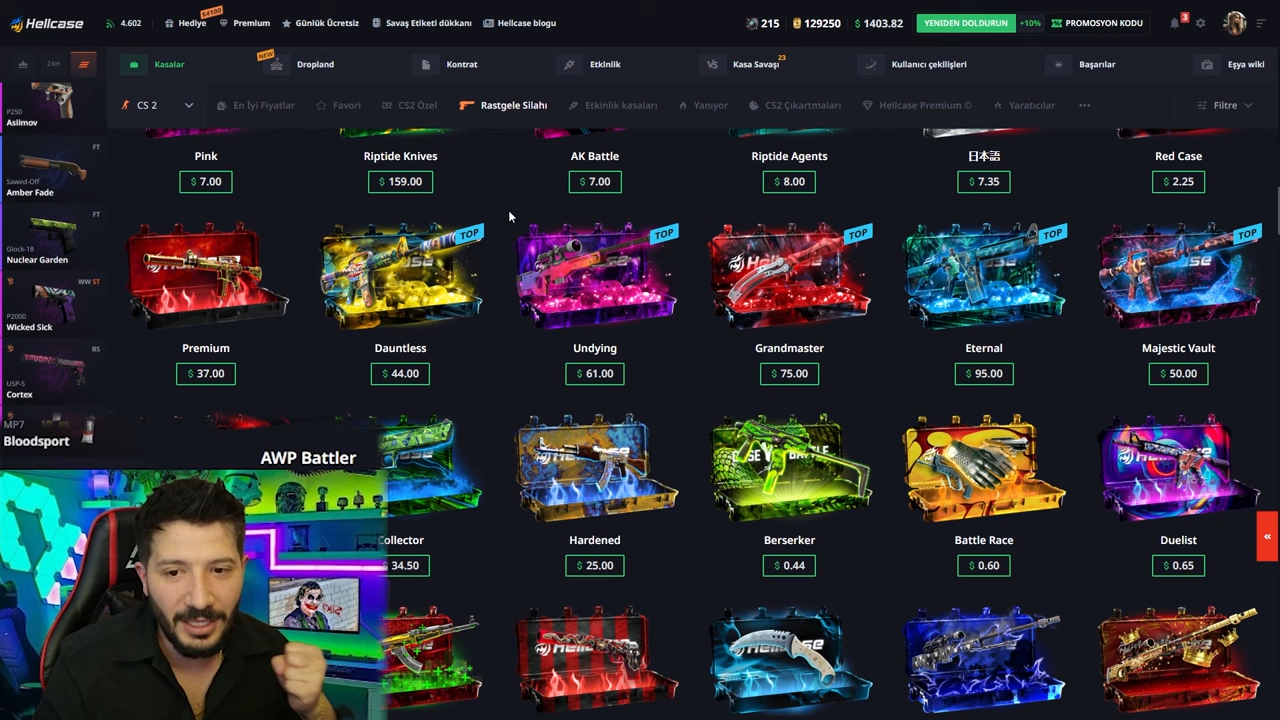 Hellcase
4.602
Hediye
$4100
Premium
Günlük Ücretsiz
Savaş Etiketi dükkanı
Hellcase blogu
215
129250
$ 1403.82
YENİDEN DOLDURUN
+10%
PROMOSYON KODU
3
24H
Kasalar
NEW
Dropland
Kontrat
Etkinlik
Kasa Savaşı
23
Kullanıcı çekilişleri
Başarılar
Eşya wiki
CS 2
En İyi Fiyatlar
Favori
CS2 Özel
Rastgele Silahı
Etkinlik kasaları
Yanıyor
CS2 Çıkartmaları
Hellcase Premium ©
Yaratıcılar
Filtre
P250
Asiimov
FT
Sawed-Off
Amber Fade
FT
Glock-18
Nuclear Garden
WW ST
P2000
Wicked Sick
BS
USP-S
Cortex
MP7
Bloodsport
Pink
Riptide Knives
AK Battle
Riptide Agents
日本語
Red Case
$ 7.00
$ 159.00
$ 7.00
$ 8.00
$ 7.35
$ 2.25
TOP
TOP
TOP
TOP
TOP
Premium
Dauntless
Undying
Grandmaster
Eternal
Majestic Vault
$ 37.00
$ 44.00
$ 61.00
$ 75.00
$ 95.00
$ 50.00
AWP Battler
Collector
Hardened
Berserker
Battle Race
Duelist
34.50
$ 25.00
$ 0.44
$ 0.60
$ 0.65